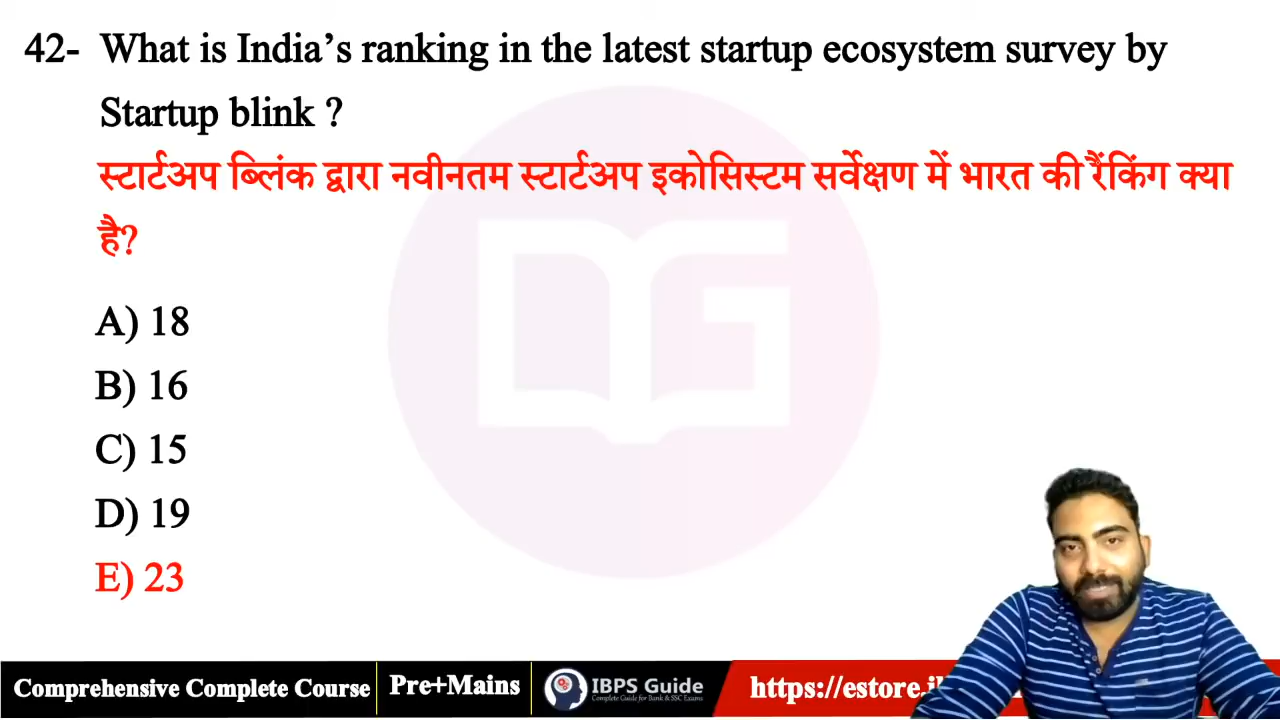 42- What is India’s ranking in the latest startup ecosystem survey by
Startup blink ?
स्टार्टअप ब्लिंक द्वारा नवीनतम स्टार्टअप इकोसिस्टम सर्वेक्षण में भारत की रैंकिंग क्या
है?
A) 18
B) 16
C) 15
D) 19
E) 23
Comprehensive Complete Course
Pre+Mains
IBPS Guide
Complete Guide for Bank & SSC Exams
https://estore.i